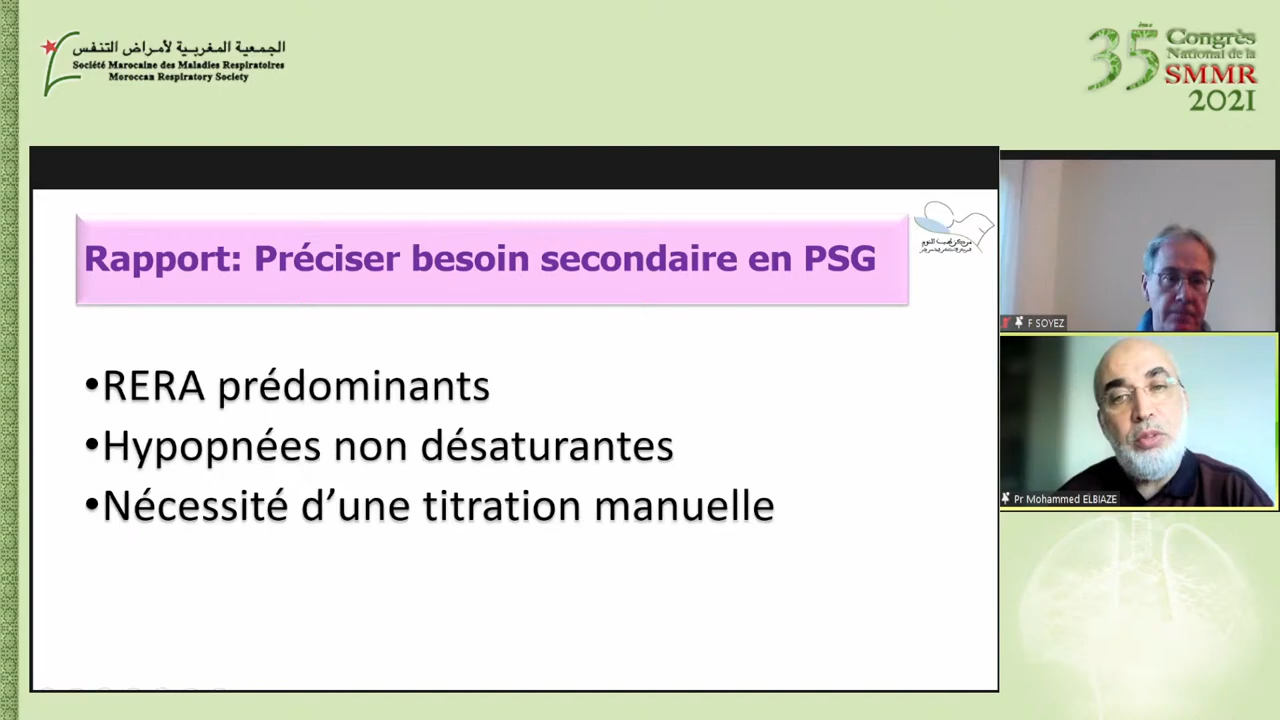 الجمعية المغربية لأمراض التنفس
Société Marocaine des Maladies Respiratoires
Moroccan Respiratory Society
35ème Congrès
National de la
SMMR
2021
Rapport: Préciser besoin secondaire en PSG
•RERA prédominants
•Hypopnées non désaturantes
•Nécessité d’une titration manuelle
F SOYEZ
Pr Mohammed ELBIAZE